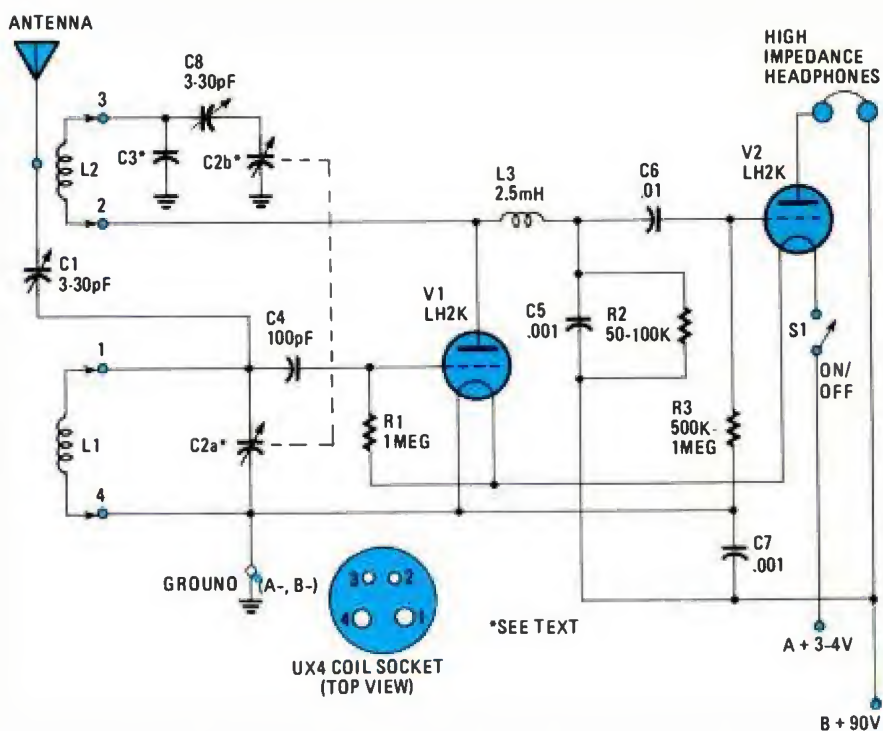 ANTENNA
HIGH
IMPEDANCE
HEADPHONES
C8
3-30pF
3
L2
C3*
C2b*
2
L3
2.5mH
C6
.01
V2
LH2K
C1
3-30pF
C4
100pF
V1
LH2K
C5
.001
R2
50-100K
S1
ON/
OFF
1
L1
C2a*
R1
1MEG
R3
500K-
1MEG
4
C7
.001
GROUND
(A-, B-)
3
2
4
1
*SEE TEXT
UX4 COIL SOCKET
(TOP VIEW)
A + 3-4V
B + 90V